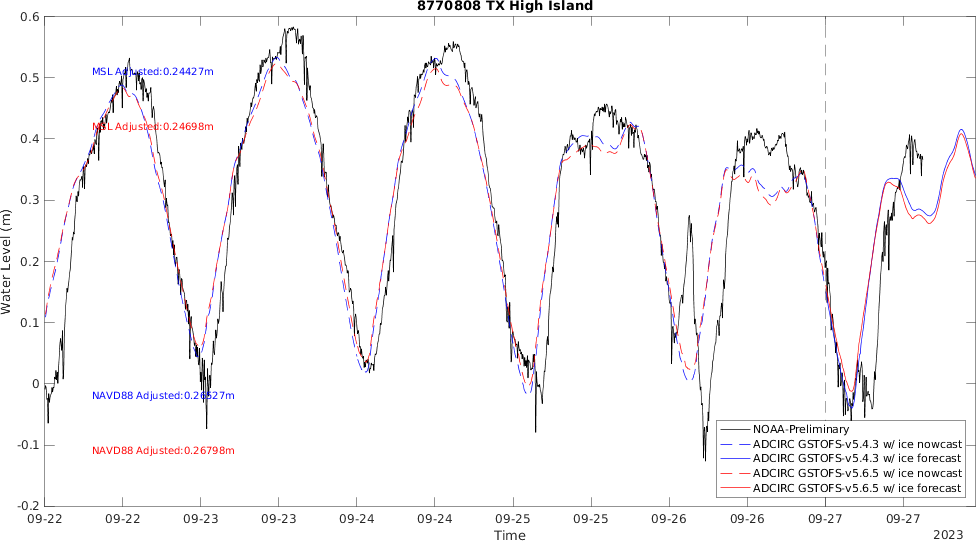 8770808 TX High Island
0.6
0.5
0.4
0.3
0.2
0.1
0
-0.1
-0.2
Water Level (m)
MSL Adjusted:0.24427m
MSL Adjusted:0.24698m
NAVD88 Adjusted:0.26527m
NAVD88 Adjusted:0.26798m
NOAA-Preliminary
ADCIRC GSTOFS-v5.4.3 w/ ice nowcast
ADCIRC GSTOFS-v5.4.3 w/ ice forecast
ADCIRC GSTOFS-v5.6.5 w/ ice nowcast
ADCIRC GSTOFS-v5.6.5 w/ ice forecast
09-22 09-22 09-23 09-23 09-24 09-24 09-25 09-25 09-26 09-26 09-27 09-27
Time
2023